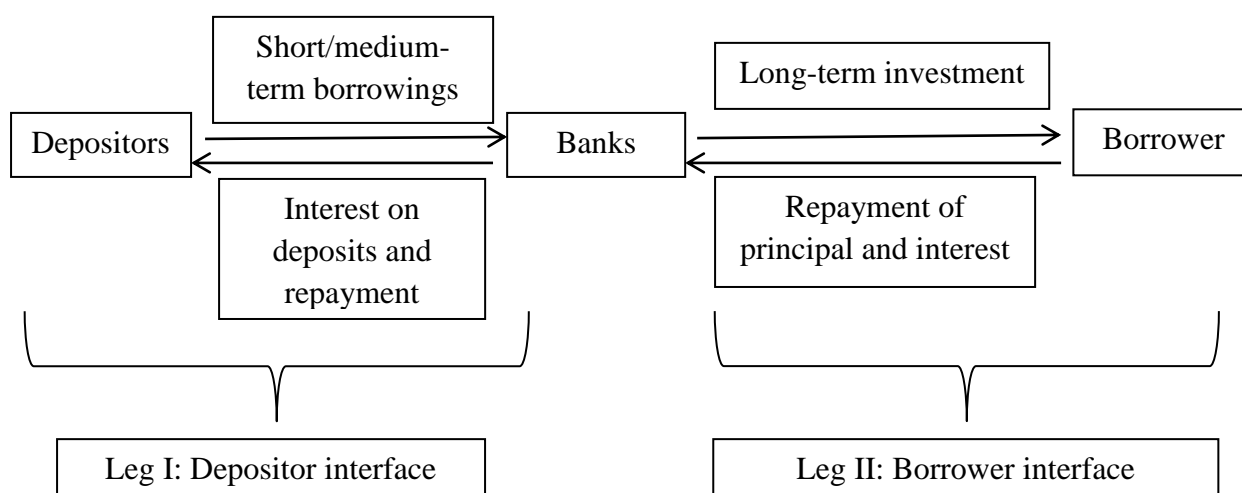 Short/medium-
term borrowings
Long-term investment
Depositors
Banks
Borrower
Interest on
deposits and
repayment
Repayment of
principal and interest
Leg I: Depositor interface
Leg II: Borrower interface